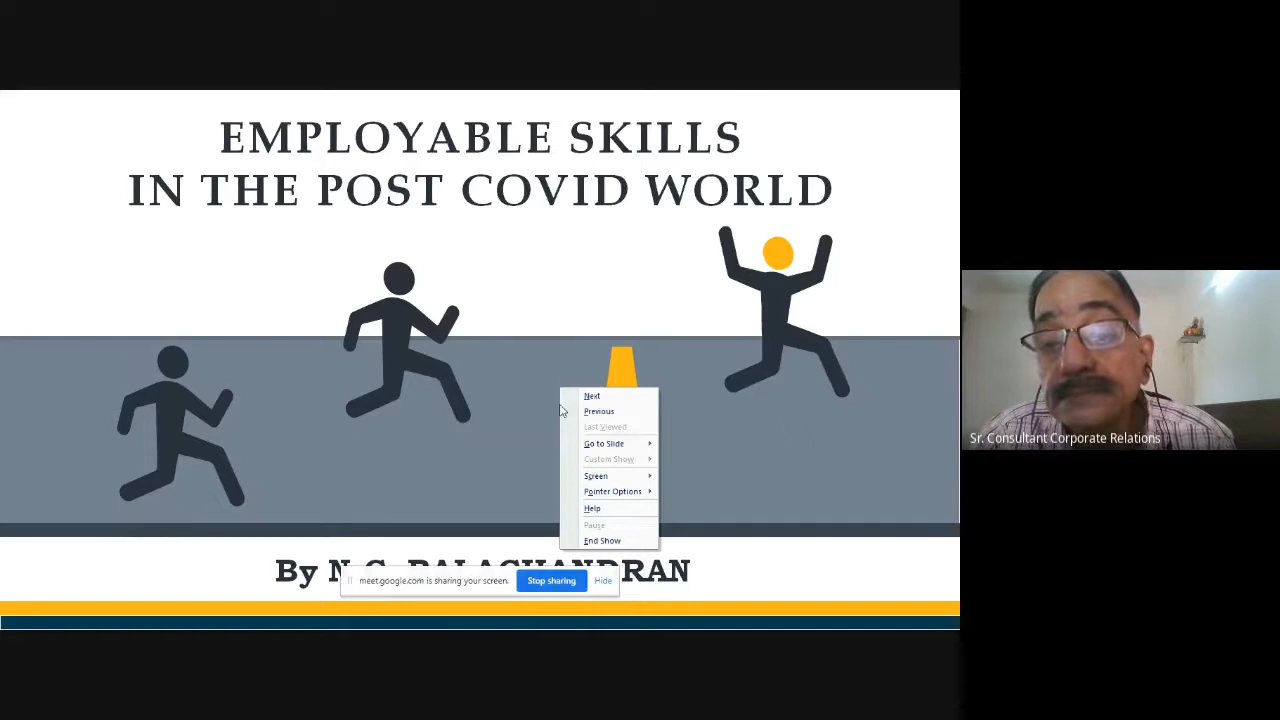 EMPLOYABLE SKILLS
IN THE POST COVID WORLD
Next
Previous
Last Viewed
Go to Slide
Custom Show
Screen
Pointer Options
Help
Pause
End Show
By N
RAN
meet.google.com is sharing your screen.
Stop sharing
Hide
Sr. Consultant Corporate Relations